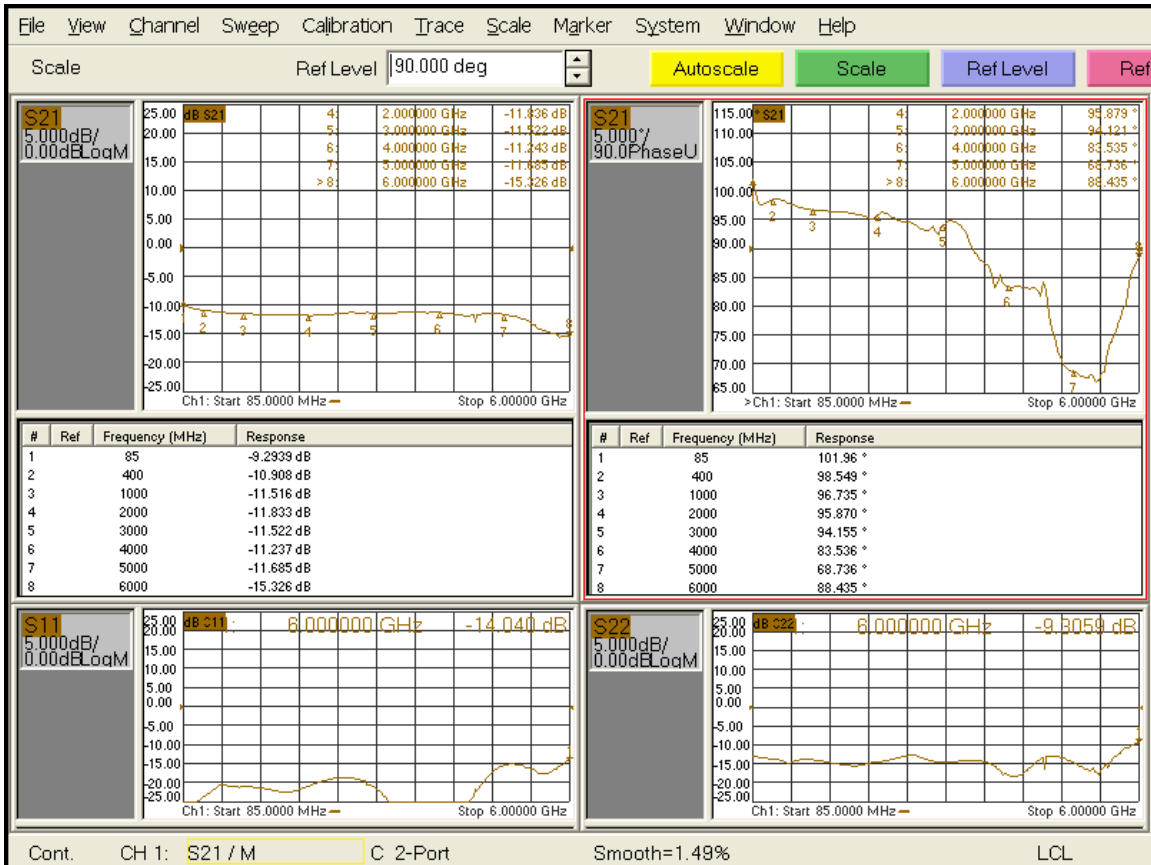 File View Channel Sweep Calibration Trace Scale Marker System Window Help
Scale Ref Level 90.000 deg Autoscale Scale Ref Level Ref
S21
5.000dB/
0.00dBLogM
dB S21
25.00
20.00
15.00
10.00
5.00
0.00
-5.00
-10.00
-15.00
-20.00
-25.00
4: 2.000000 GHz -11.836 dB
5: 3.000000 GHz -11.522 dB
6: 4.000000 GHz -11.243 dB
7: 5.000000 GHz -11.685 dB
> 8: 6.000000 GHz -15.326 dB
2 3 4 5 6 7 8
Ch1: Start 85.0000 MHz Stop 6.00000 GHz
# Ref Frequency (MHz) Response
1 85 -9.2939 dB
2 400 -10.908 dB
3 1000 -11.516 dB
4 2000 -11.833 dB
5 3000 -11.522 dB
6 4000 -11.237 dB
7 5000 -11.685 dB
8 6000 -15.326 dB
S21
5.000°/
90.0PhaseU
° S21
115.00
110.00
105.00
100.00
95.00
90.00
85.00
80.00
75.00
70.00
65.00
4: 2.000000 GHz 95.879 °
5: 3.000000 GHz 94.121 °
6: 4.000000 GHz 83.535 °
7: 5.000000 GHz 68.736 °
> 8: 6.000000 GHz 88.435 °
2 3 4 5 6 7
>Ch1: Start 85.0000 MHz Stop 6.00000 GHz
# Ref Frequency (MHz) Response
1 85 101.96 °
2 400 98.549 °
3 1000 96.735 °
4 2000 95.870 °
5 3000 94.155 °
6 4000 83.536 °
7 5000 68.736 °
8 6000 88.435 °
S11
5.000dB/
0.00dBLogM
25.00
20.00
15.00
10.00
5.00
0.00
-5.00
-10.00
-15.00
-20.00
-25.00
6.000000 GHz -14.040 dB
Ch1: Start 85.0000 MHz Stop 6.00000 GHz
S22
5.000dB/
0.00dBLogM
25.00
20.00
15.00
10.00
5.00
0.00
-5.00
-10.00
-15.00
-20.00
-25.00
6.000000 GHz -9.8059 dB
Ch1: Start 85.0000 MHz Stop 6.00000 GHz
Cont. CH 1: S21 / M C 2-Port Smooth=1.49% LCL